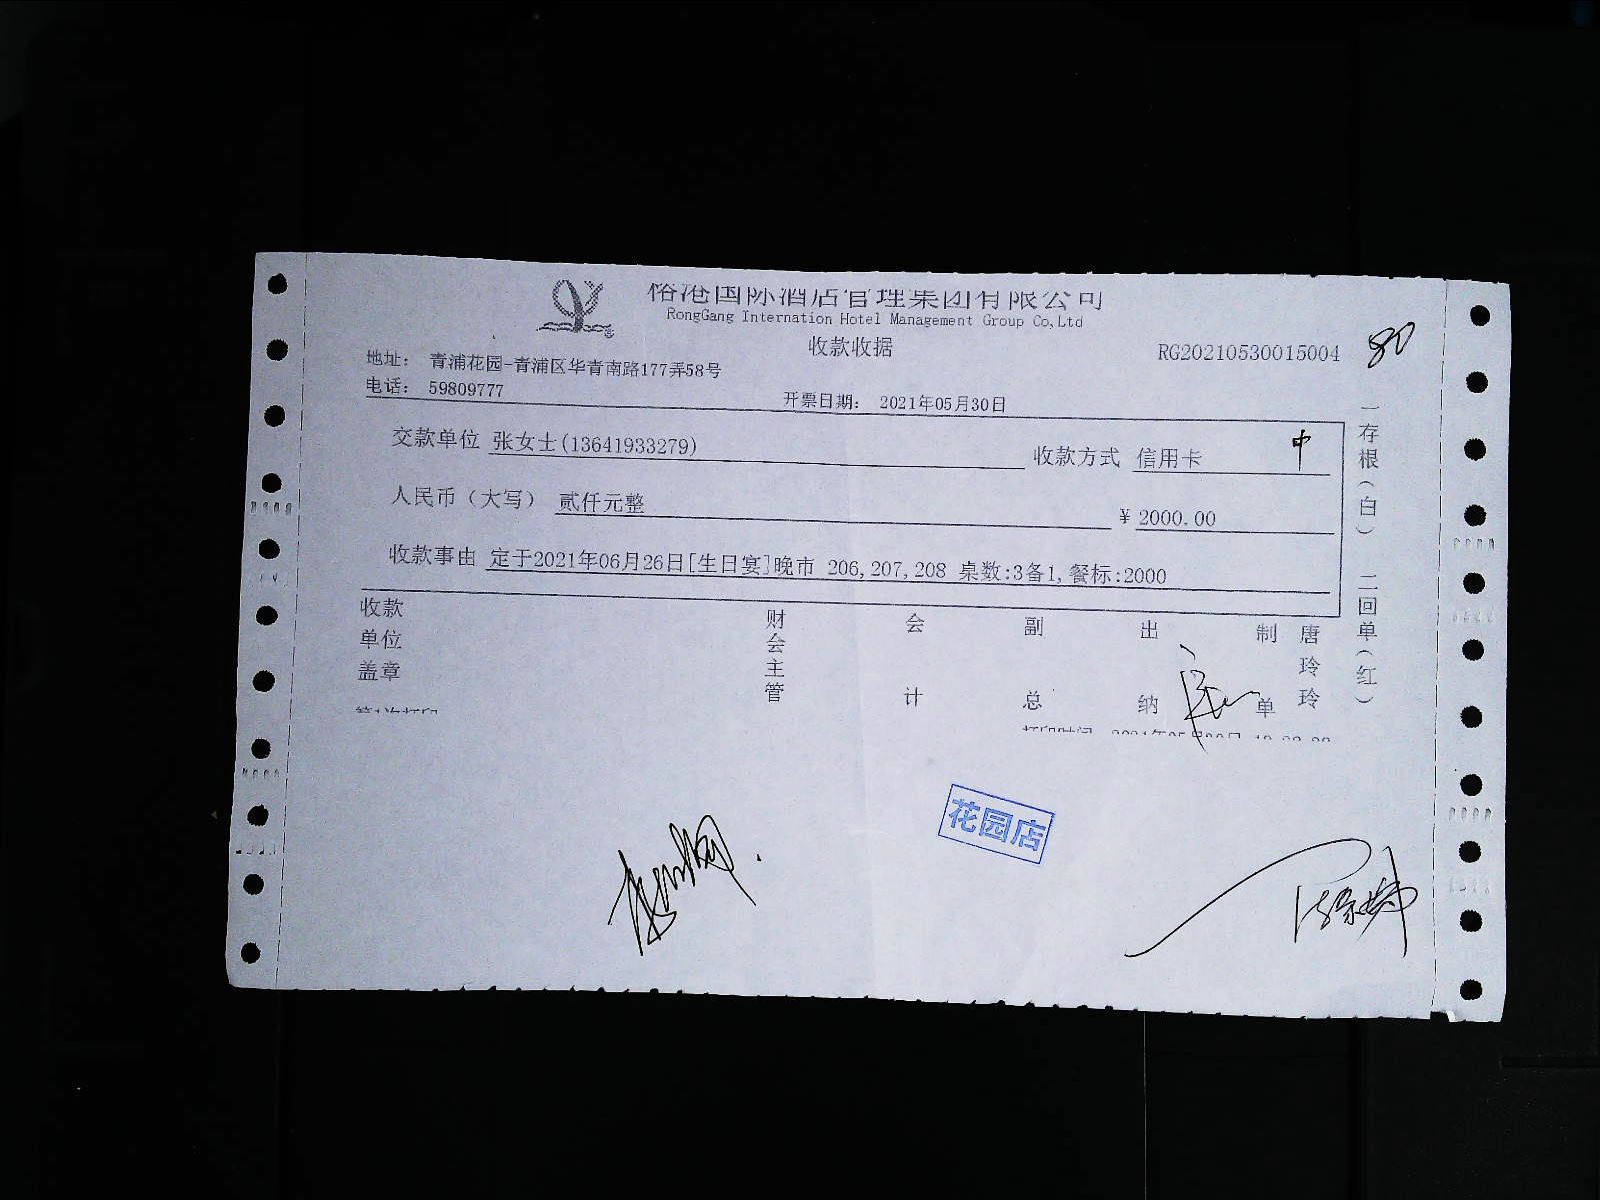 国际酒店管理集团有限公司
RongGang Internation Hotel Management Group Co,Ltd
收款收据
RG20210530015004
80
地址： 青浦花园-青浦区华青南路177弄58号
电话： 59809777
开票日期： 2021年05月30日
交款单位 张女士(13641933279)
收款方式 信用卡 中
人民币（大写） 贰仟元整
¥ 2000.00
收款事由 定于2021年06月26日[生日宴]晚市 206,207,208 桌数:3备1,餐标:2000
一存根（白） 二回单（红）
收款单位盖章
财会主管
会计
副总
出纳
制单
唐玲玲
花园店